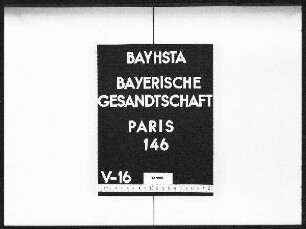 BAYHSTA
BAYERISCHE
GESANDTSCHAFT
PARIS
146
V-16